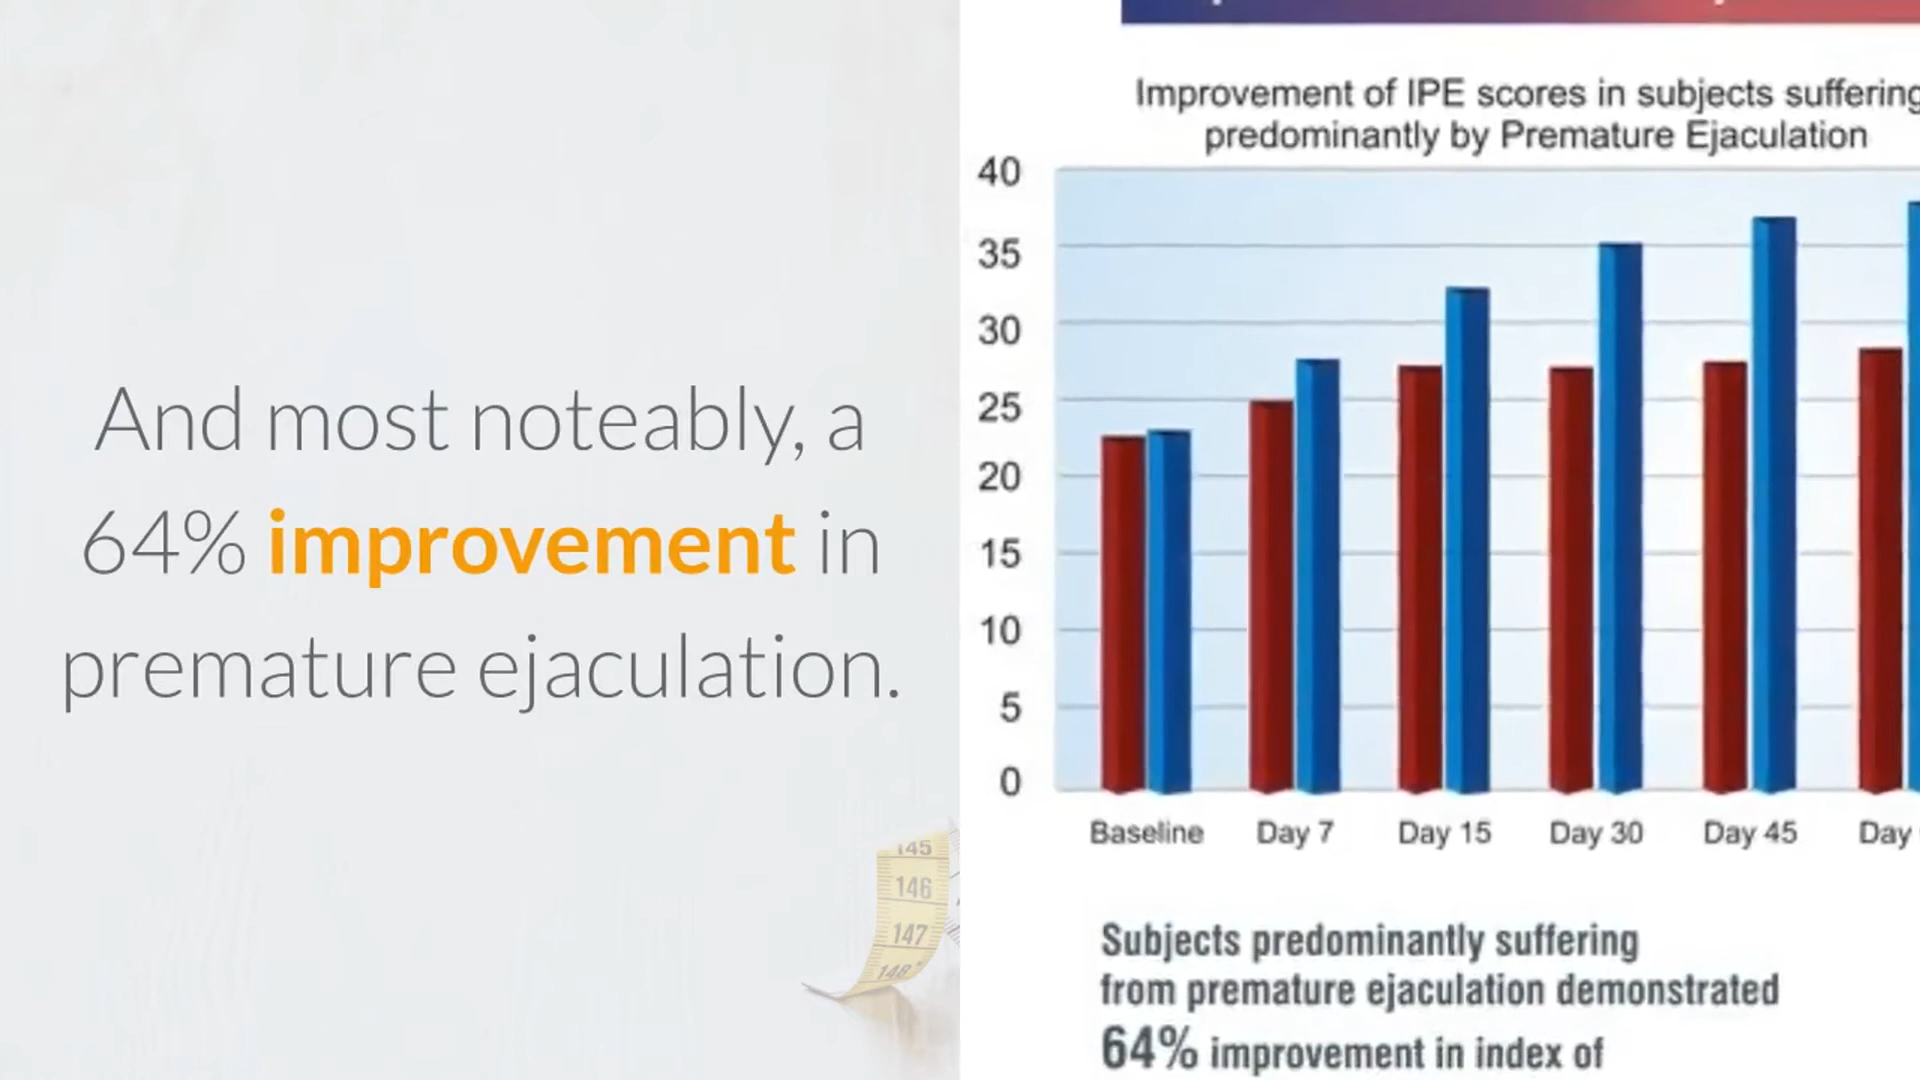 And most noteably, a
64% improvement in
premature ejaculation.
145
146
147
148
Improvement of IPE scores in subjects suffering
predominantly by Premature Ejaculation
40
35
30
25
20
15
10
5
0
Baseline Day 7 Day 15 Day 30 Day 45 Day
Subjects predominantly suffering
from premature ejaculation demonstrated
64% improvement in index of